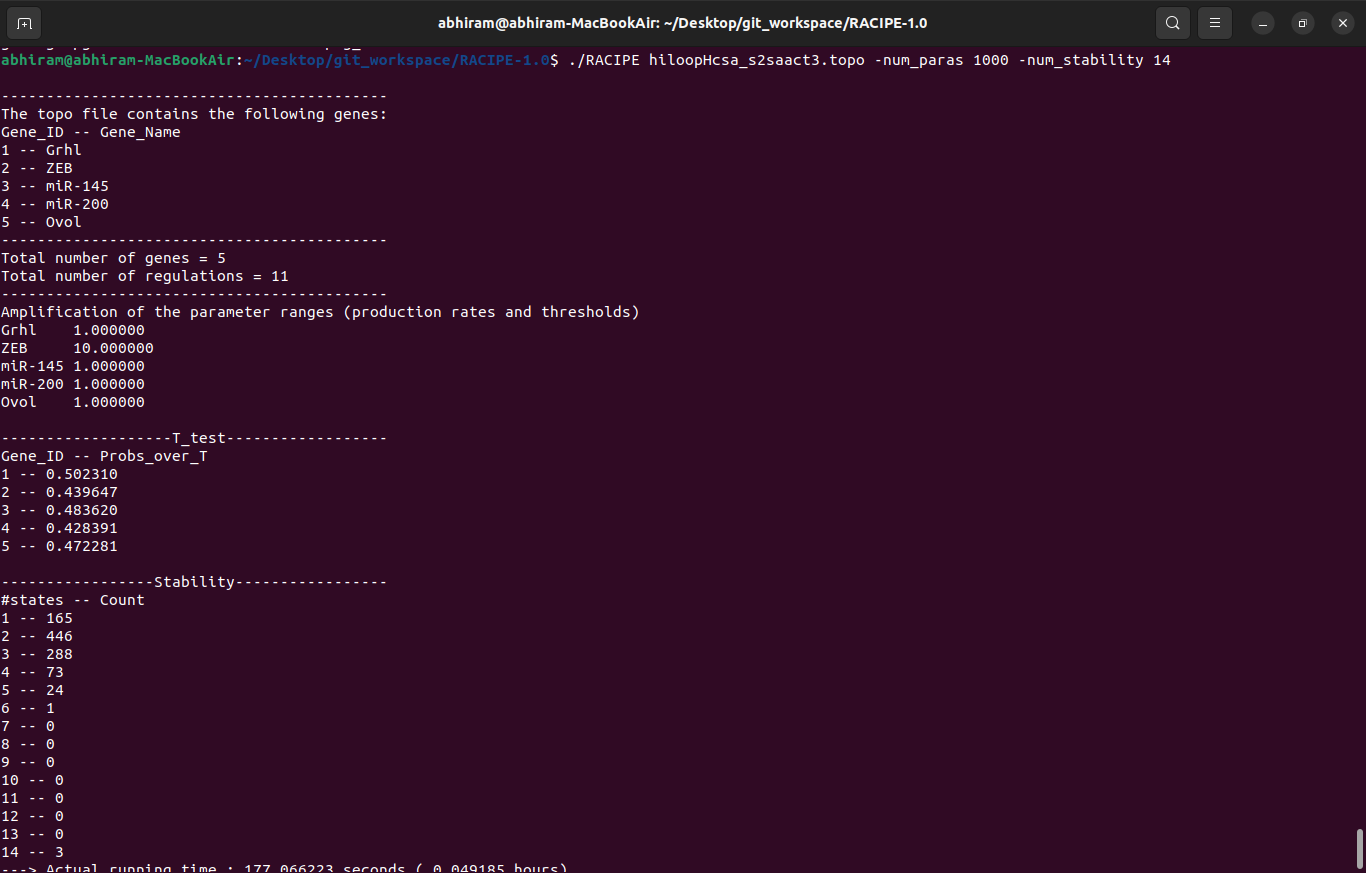 abhiram@abhiram-MacBookAir: ~/Desktop/git_workspace/RACIPE-1.0
abhiram@abhiram-MacBookAir:~/Desktop/git_workspace/RACIPE-1.0$ ./RACIPE hiloopHcsa_s2saact3.topo -num_paras 1000 -num_stability 14
-------------------------------------------
The topo file contains the following genes:
Gene_ID -- Gene_Name
1 -- Grhl
2 -- ZEB
3 -- miR-145
4 -- miR-200
5 -- Ovol
-------------------------------------------
Total number of genes = 5
Total number of regulations = 11
-------------------------------------------
Amplification of the parameter ranges (production rates and thresholds)
Grhl    1.000000
ZEB     10.000000
miR-145 1.000000
miR-200 1.000000
Ovol    1.000000
-------------------T_test------------------
Gene_ID -- Probs_over_T
1 -- 0.502310
2 -- 0.439647
3 -- 0.483620
4 -- 0.428391
5 -- 0.472281
-----------------Stability-----------------
#states -- Count
1 -- 165
2 -- 446
3 -- 288
4 -- 73
5 -- 24
6 -- 1
7 -- 0
8 -- 0
9 -- 0
10 -- 0
11 -- 0
12 -- 0
13 -- 0
14 -- 3
---> Actual running time : 177.066223 seconds ( 0.049185 hours)